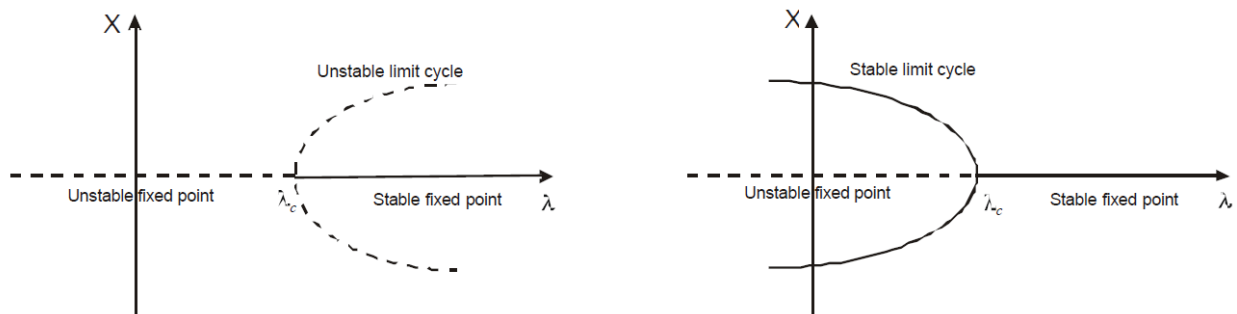 X
Unstable limit cycle
Unstable fixed point
λc
Stable fixed point
λ
X
Stable limit cycle
Unstable fixed point
λc
Stable fixed point
λ